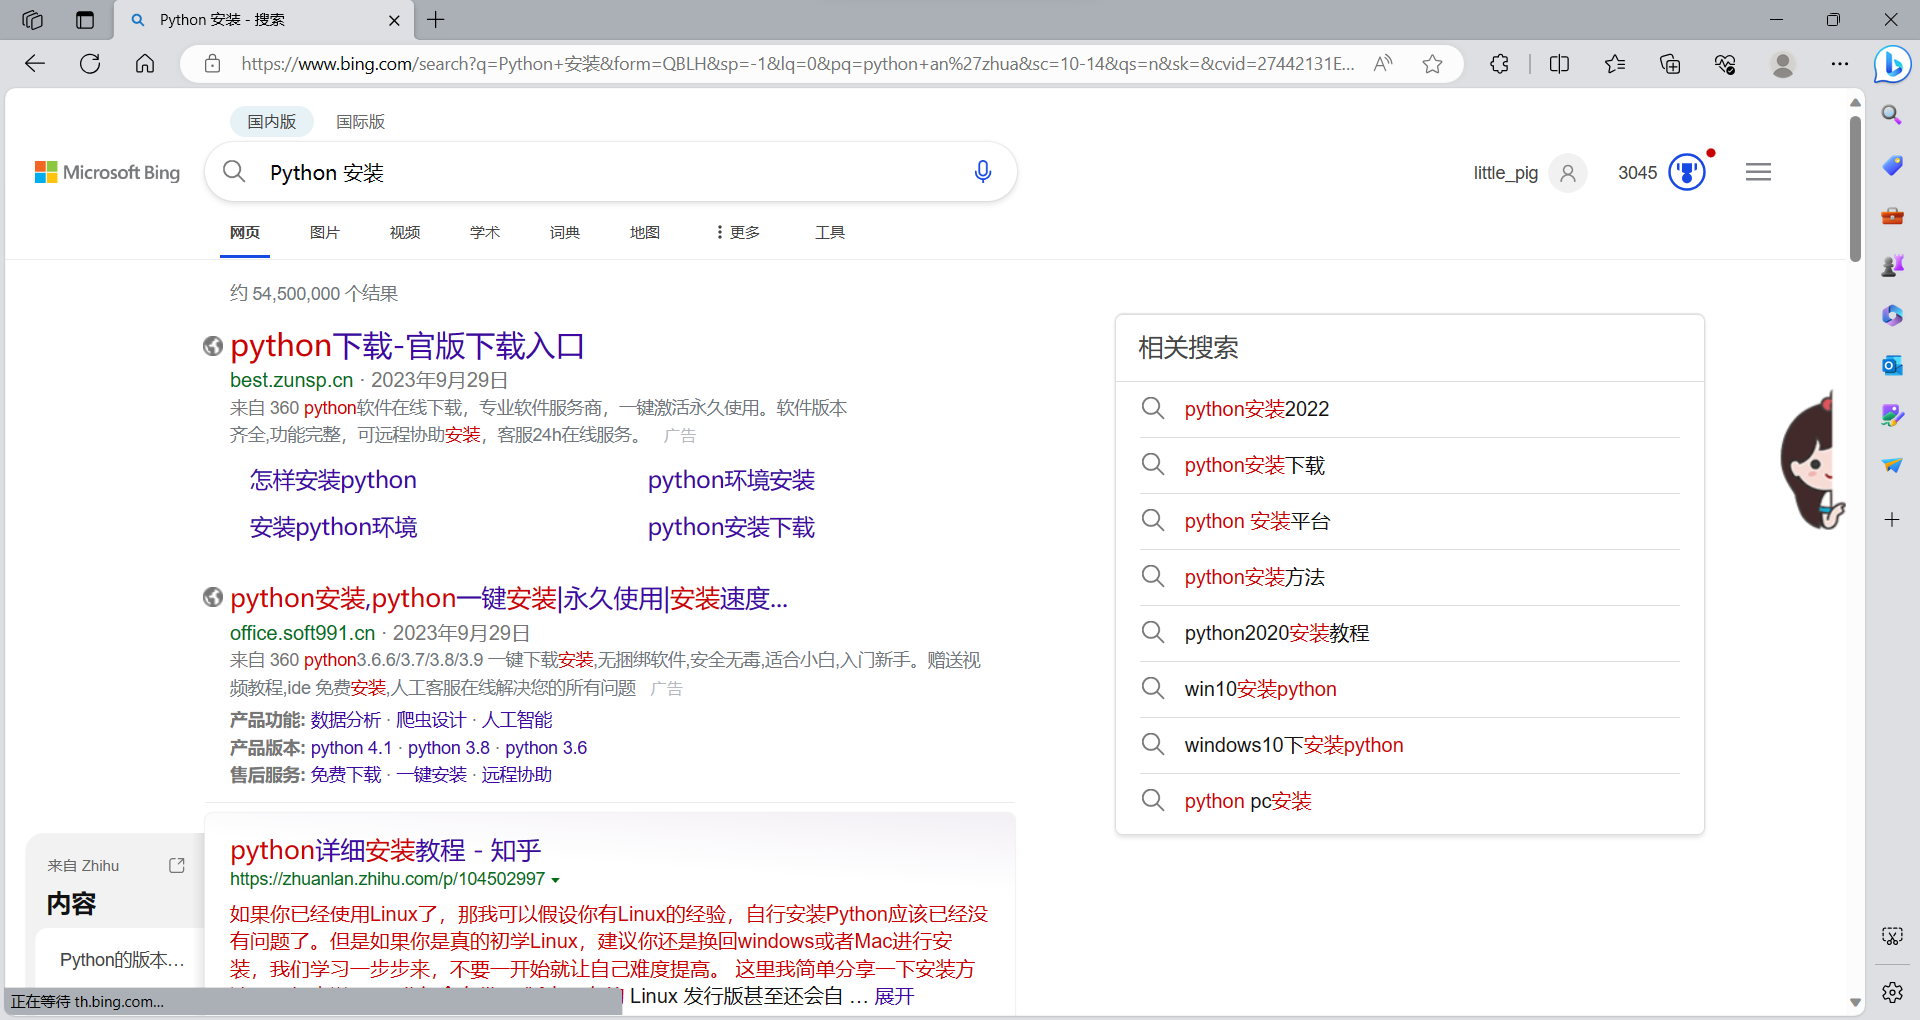 Python 安装 - 搜索
https://www.bing.com/search?q=Python+安装&form=QBLH&sp=-1&lq=0&pq=python+an%27zhua&sc=10-14&qs=n&sk=&cvid=27442131E...
国内版 国际版
Microsoft Bing
Python 安装
little_pig
3045
网页 图片 视频 学术 词典 地图 更多 工具
约 54,500,000 个结果
python下载-官版下载入口
best.zunsp.cn · 2023年9月29日
来自 360 python软件在线下载，专业软件服务商，一键激活永久使用。软件版本
齐全,功能完整，可远程协助安装，客服24h在线服务。 广告
怎样安装python python环境安装
安装python环境 python安装下载
python安装,python一键安装|永久使用|安装速度...
office.soft991.cn · 2023年9月29日
来自 360 python3.6.6/3.7/3.8/3.9 一键下载安装,无捆绑软件,安全无毒,适合小白,入门新手。赠送视
频教程,ide 免费安装,人工客服在线解决您的所有问题 广告
产品功能: 数据分析 · 爬虫设计 · 人工智能
产品版本: python 4.1 · python 3.8 · python 3.6
售后服务: 免费下载 · 一键安装 · 远程协助
python详细安装教程 - 知乎
https://zhuanlan.zhihu.com/p/104502997
如果你已经使用Linux了，那我可以假设你有Linux的经验，自行安装Python应该已经没
有问题了。但是如果你是真的初学Linux，建议你还是换回windows或者Mac进行安
装，我们学习一步步来，不要一开始就让自己难度提高。 这里我简单分享一下安装方
Linux 发行版甚至还会自 … 展开
来自 Zhihu
内容
Python的版本…
正在等待 th.bing.com...
相关搜索
python安装2022
python安装下载
python 安装平台
python安装方法
python2020安装教程
win10安装python
windows10下安装python
python pc安装